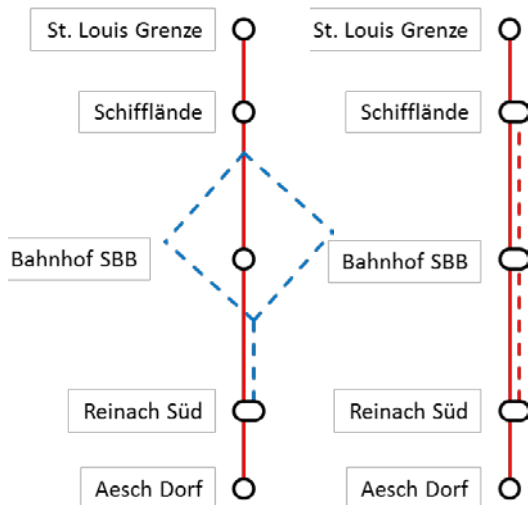 St. Louis Grenze
Schifflände
Bahnhof SBB
Reinach Süd
Aesch Dorf
St. Louis Grenze
Schifflände
Bahnhof SBB
Reinach Süd
Aesch Dorf